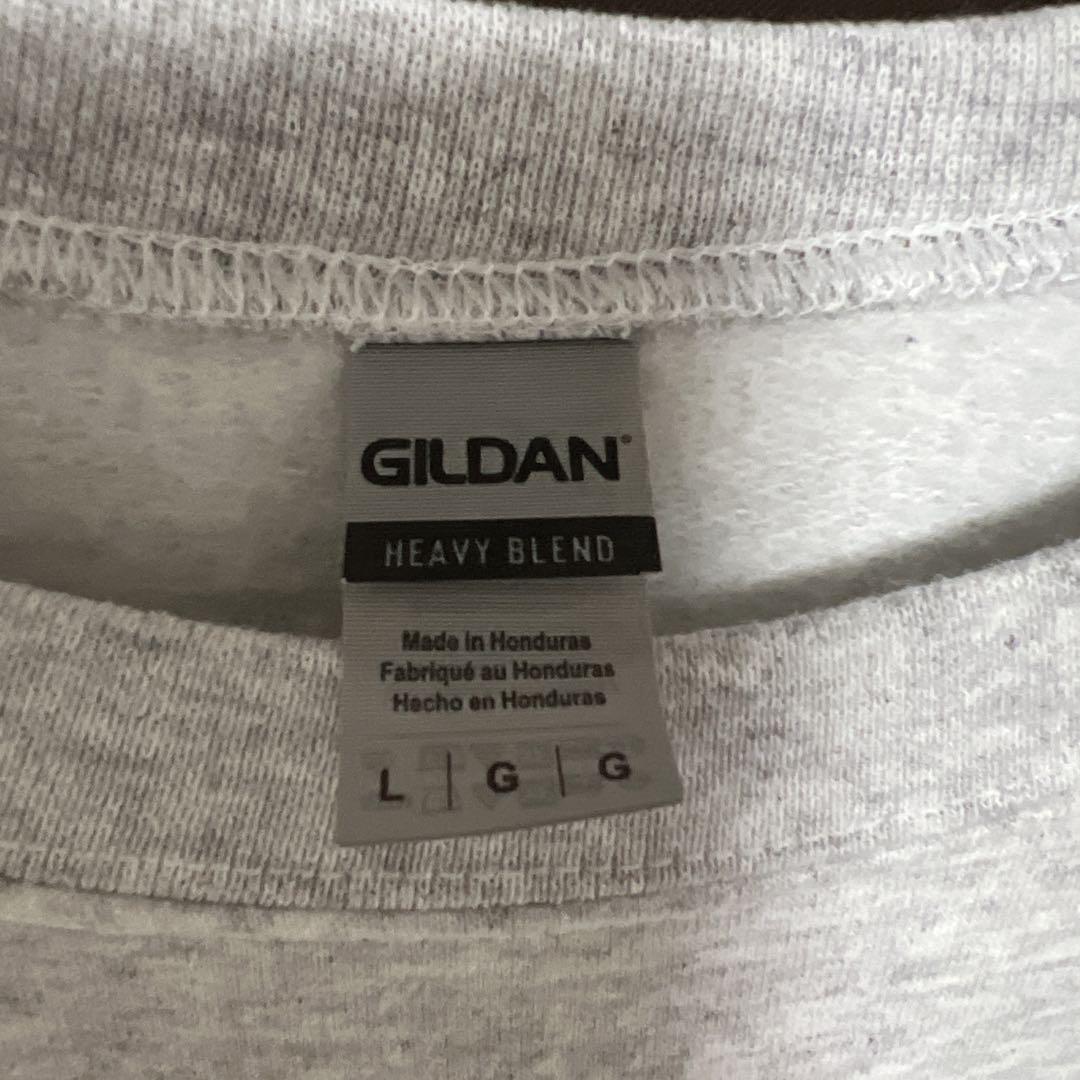 GILDAN®
HEAVY BLEND
Made in Honduras
Fabriqué au Honduras
Hecho en Honduras
L | G | G